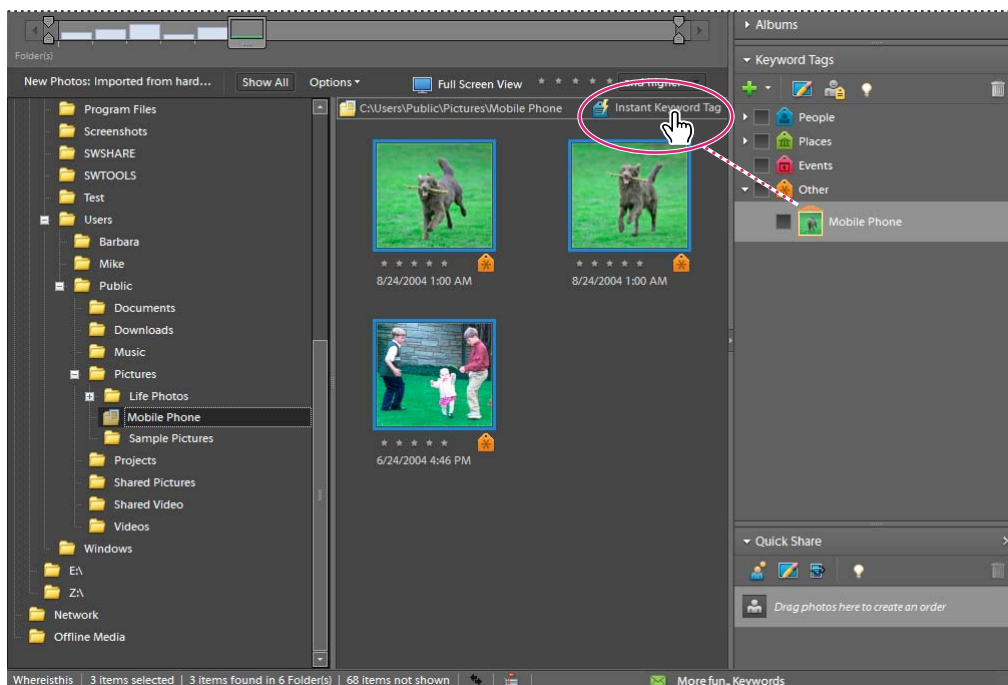 Albums
Folder(s)
Keyword Tags
New Photos: Imported from hard... Show All Options Full Screen View
C:\Users\Public\Pictures\Mobile Phone Instant Keyword Tag
Program Files
Screenshots
SWSHARE
SWTOOLS
Test
Users
Barbara
Mike
Public
Documents
Downloads
Music
Pictures
Life Photos
Mobile Phone
Sample Pictures
Projects
Shared Pictures
Shared Video
Videos
Windows
E:\
Z:\
Network
Offline Media
8/24/2004 1:00 AM
8/24/2004 1:00 AM
6/24/2004 4:46 PM
People
Places
Events
Other
Mobile Phone
Quick Share
Drag photos here to create an order
Whereisthis 3 items selected 3 items found in 6 Folder(s) 68 items not shown More fun.. Keywords